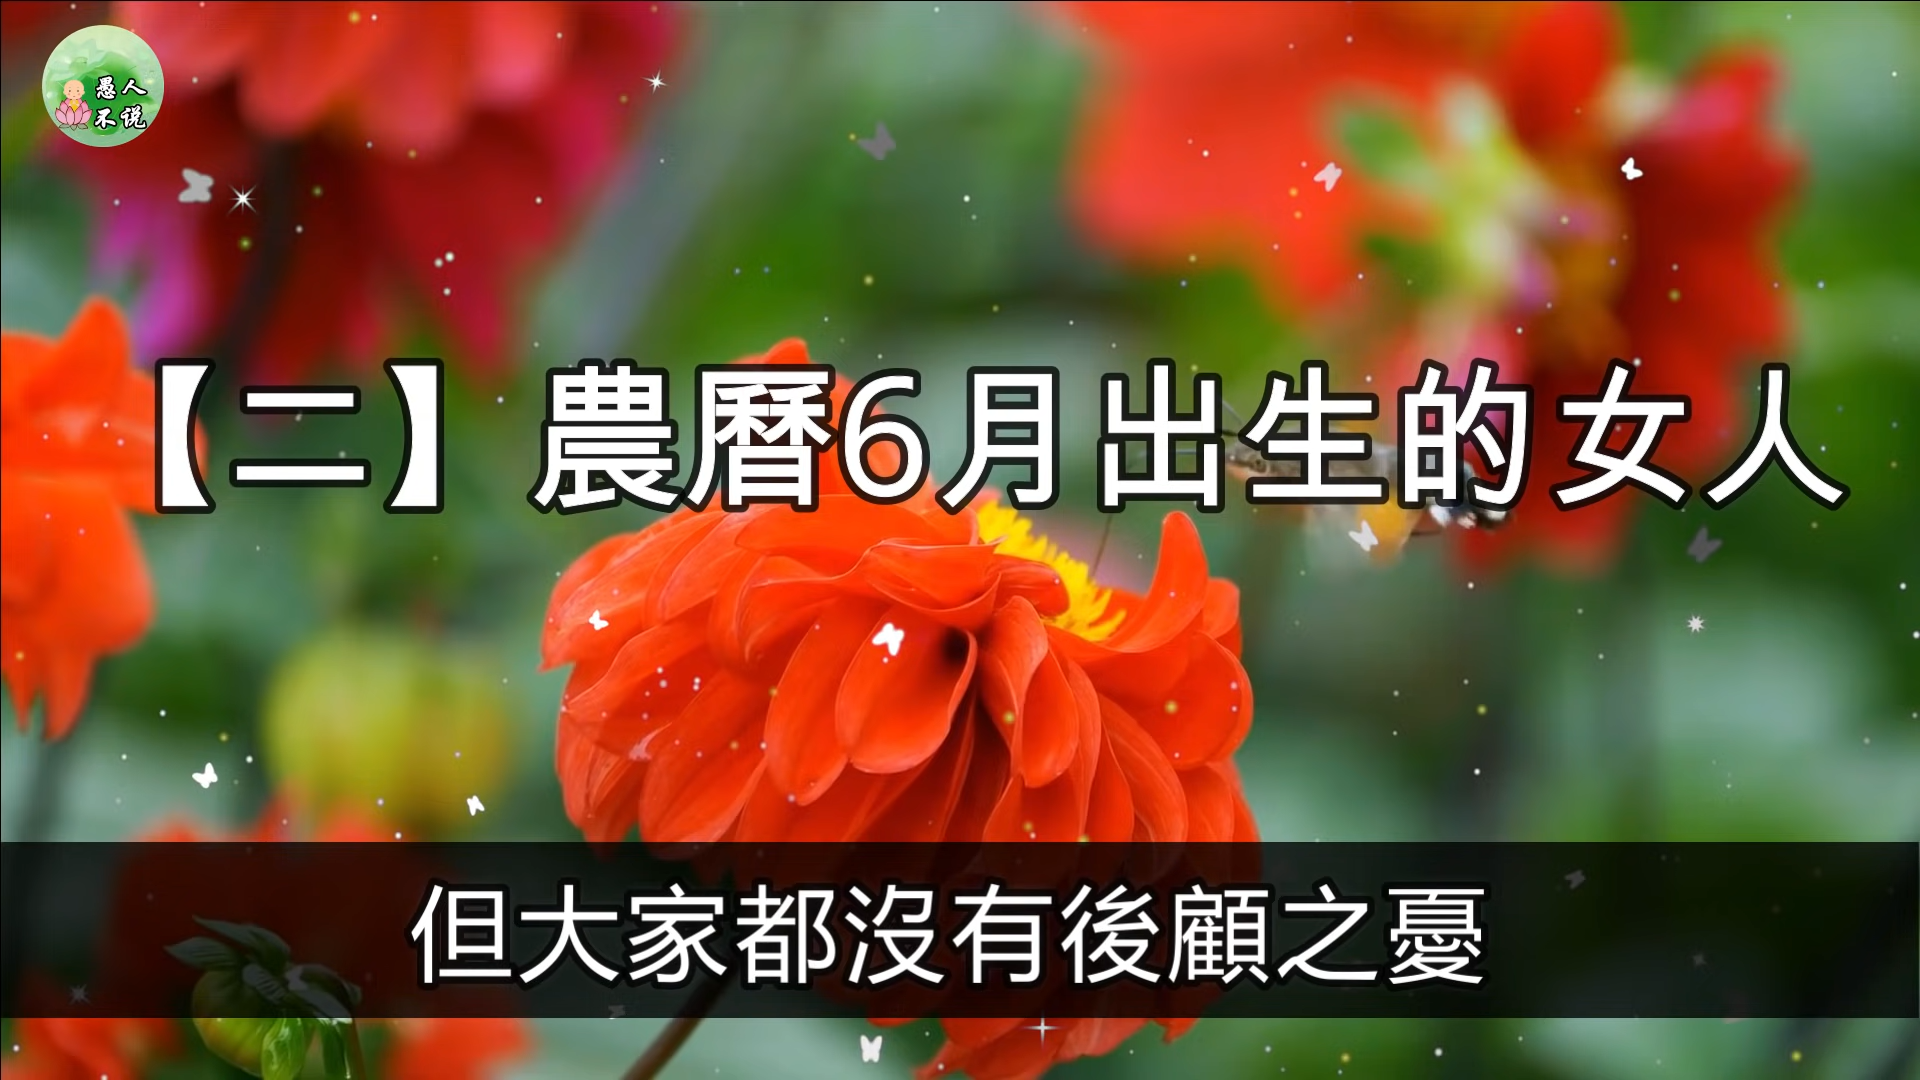 愚人
不说
【二】農曆6月出生的女人
但大家都沒有後顧之憂